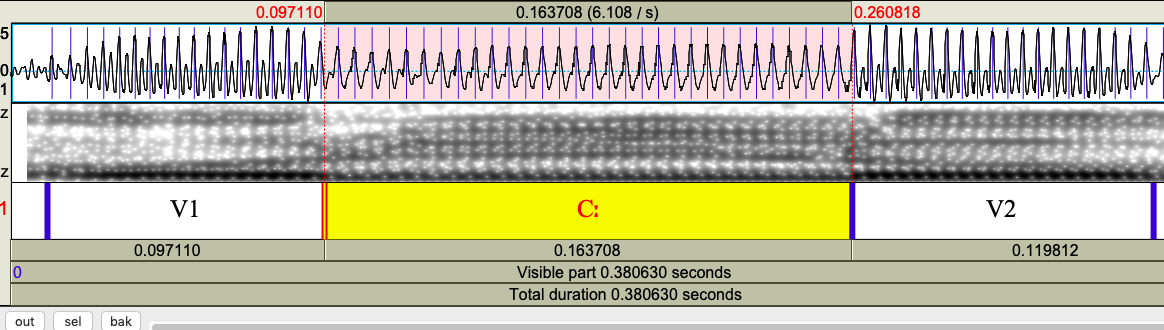 0.097110 0.163708 (6.108 / s) 0.260818
5
0
1
z
z
1 V1 C: V2
0.097110 0.163708 0.119812
0 Visible part 0.380630 seconds
Total duration 0.380630 seconds
out sel bak